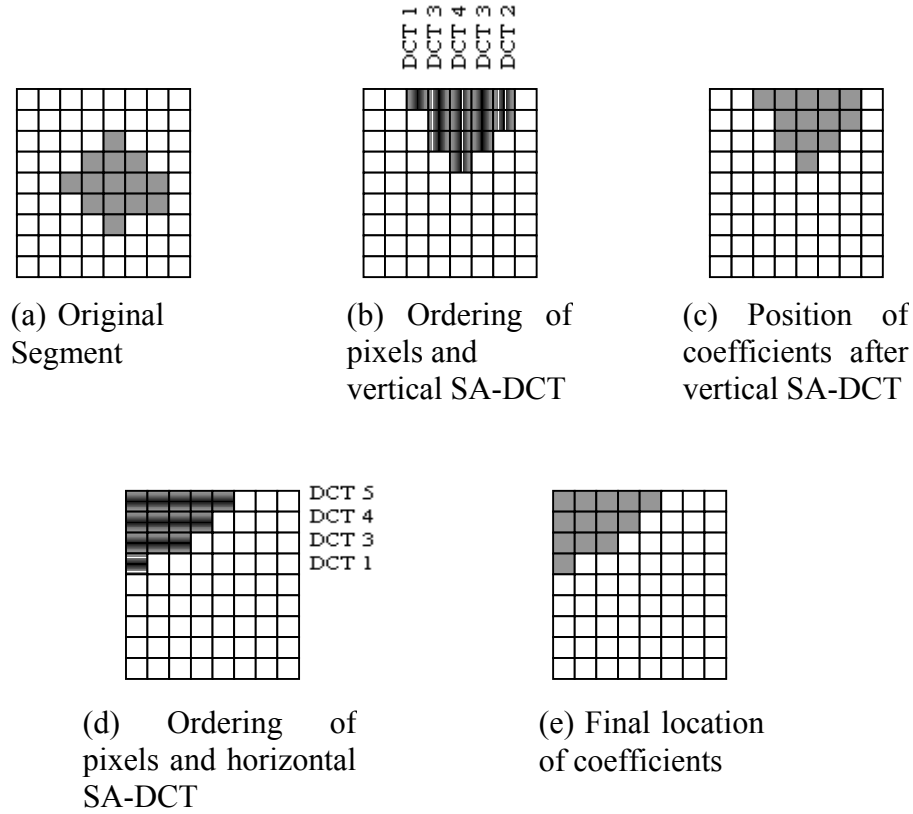 DCT 1
DCT 3
DCT 4
DCT 3
DCT 2
(a) Original
Segment
(b) Ordering of
pixels and
vertical SA-DCT
(c) Position of
coefficients after
vertical SA-DCT
DCT 5
DCT 4
DCT 3
DCT 1
(d) Ordering of
pixels and horizontal
SA-DCT
(e) Final location
of coefficients